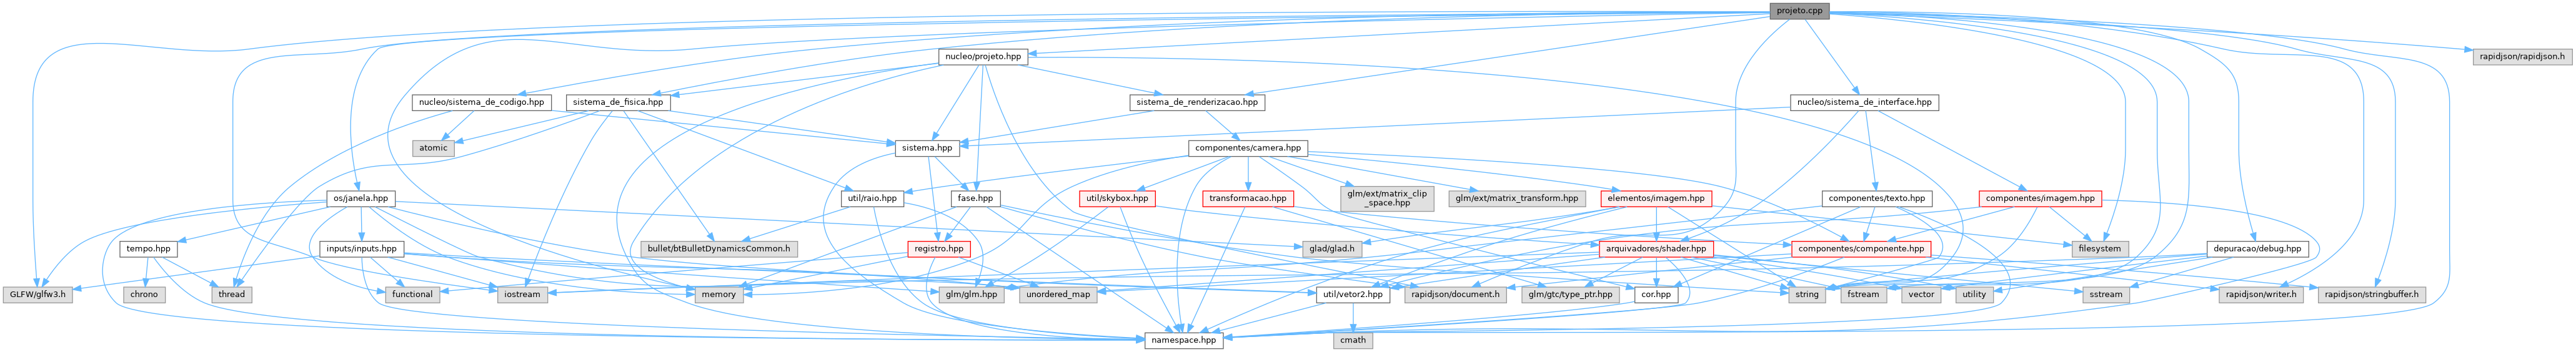 projeto.cpp
nucleo/projeto.hpp
rapidjson/rapidjson.h
nucleo/sistema_de_codigo.hpp
sistema_de_fisica.hpp
sistema_de_renderizacao.hpp
nucleo/sistema_de_interface.hpp
atomic
sistema.hpp
componentes/camera.hpp
os/janela.hpp
util/raio.hpp
fase.hpp
util/skybox.hpp
transformacao.hpp
glm/ext/matrix_clip
_space.hpp
glm/ext/matrix_transform.hpp
elementos/imagem.hpp
componentes/texto.hpp
componentes/imagem.hpp
tempo.hpp
inputs/inputs.hpp
bullet/btBulletDynamicsCommon.h
registro.hpp
glad/glad.h
arquivadores/shader.hpp
componentes/componente.hpp
filesystem
depuracao/debug.hpp
GLFW/glfw3.h
chrono
thread
functional
iostream
memory
glm/glm.hpp
unordered_map
util/vetor2.hpp
rapidjson/document.h
string
glm/gtc/type_ptr.hpp
cor.hpp
fstream
vector
utility
sstream
rapidjson/writer.h
rapidjson/stringbuffer.h
namespace.hpp
cmath